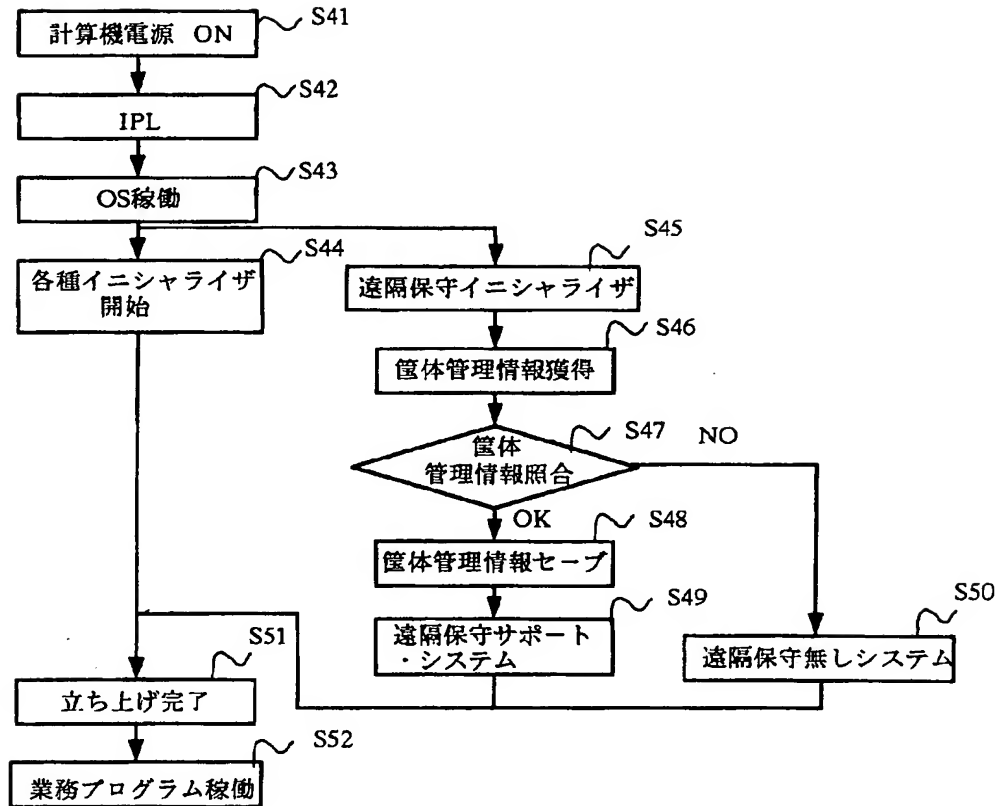 計算機電源 ON
S41
IPL
S42
OS稼働
S43
各種イニシャライザ
開始
S44
遠隔保守イニシャライザ
S45
筐体管理情報獲得
S46
筐体
管理情報照合
S47
NO
OK
筐体管理情報セーブ
S48
遠隔保守サポート
・システム
S49
遠隔保守無しシステム
S50
立ち上げ完了
S51
業務プログラム稼働
S52